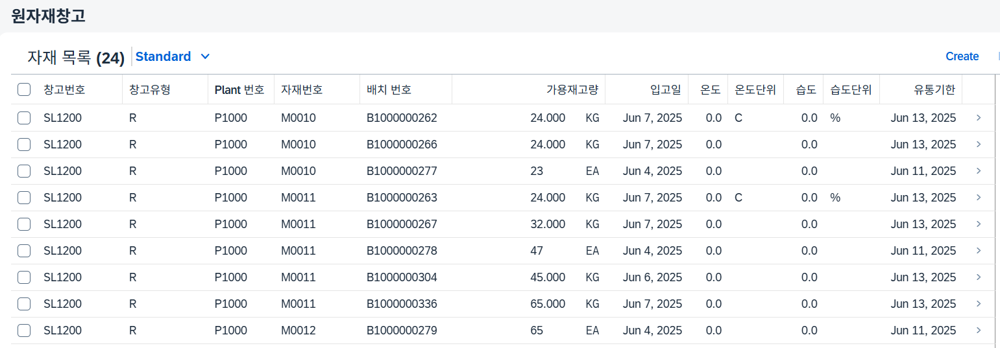 원자재창고
자재 목록 (24) Standard Create
창고번호 창고유형 Plant 번호 자재번호 배치 번호 가용재고량 입고일 온도 온도단위 습도 습도단위 유통기한
SL1200 R P1000 M0010 B1000000262 24.000 KG Jun 7, 2025 0.0 C 0.0 % Jun 13, 2025
SL1200 R P1000 M0010 B1000000266 24.000 KG Jun 7, 2025 0.0 0.0 Jun 13, 2025
SL1200 R P1000 M0010 B1000000277 23 EA Jun 4, 2025 0.0 0.0 Jun 11, 2025
SL1200 R P1000 M0011 B1000000263 24.000 KG Jun 7, 2025 0.0 C 0.0 % Jun 13, 2025
SL1200 R P1000 M0011 B1000000267 32.000 KG Jun 7, 2025 0.0 0.0 Jun 13, 2025
SL1200 R P1000 M0011 B1000000278 47 EA Jun 4, 2025 0.0 0.0 Jun 11, 2025
SL1200 R P1000 M0011 B1000000304 45.000 KG Jun 6, 2025 0.0 0.0 Jun 13, 2025
SL1200 R P1000 M0011 B1000000336 65.000 KG Jun 7, 2025 0.0 0.0 Jun 13, 2025
SL1200 R P1000 M0012 B1000000279 65 EA Jun 4, 2025 0.0 0.0 Jun 11, 2025